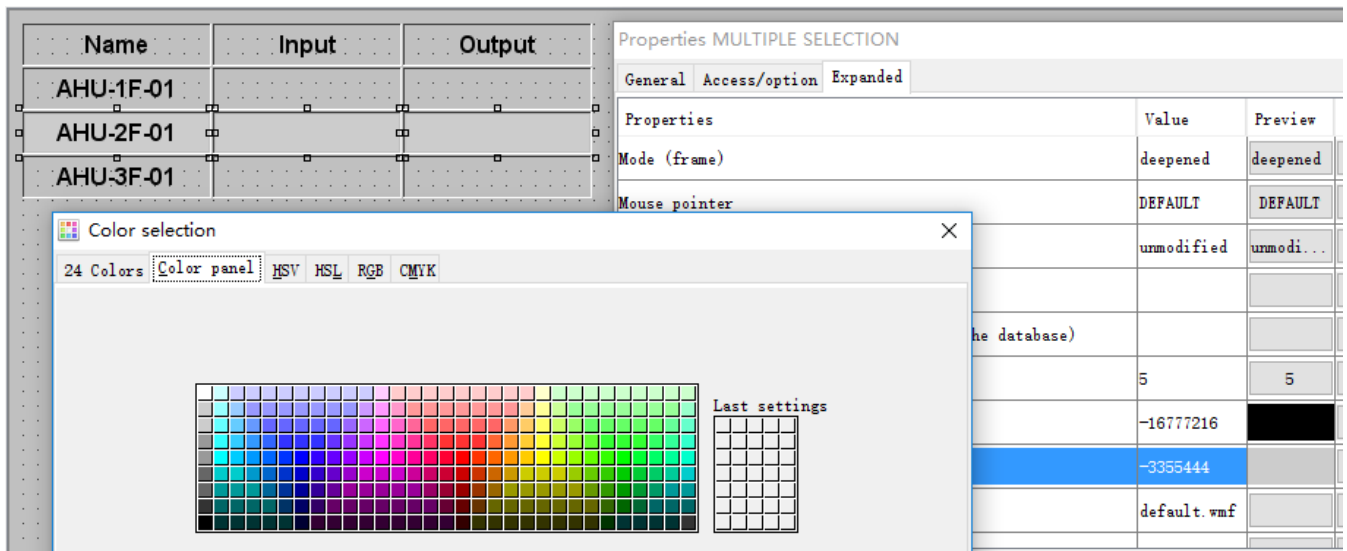 Name Input Output
AHU-1F-01
AHU-2F-01
AHU-3F-01
Properties MULTIPLE SELECTION
General Access/option Expanded
Properties Value Preview
Mode (frame) deepened deepened
Mouse pointer DEFAULT DEFAULT
unmodified unmodi...
he database)
5 5
-16777216
-3355444
default.wmf
Color selection
24 Colors Color panel HSV HSL RGB CMYK
Last settings